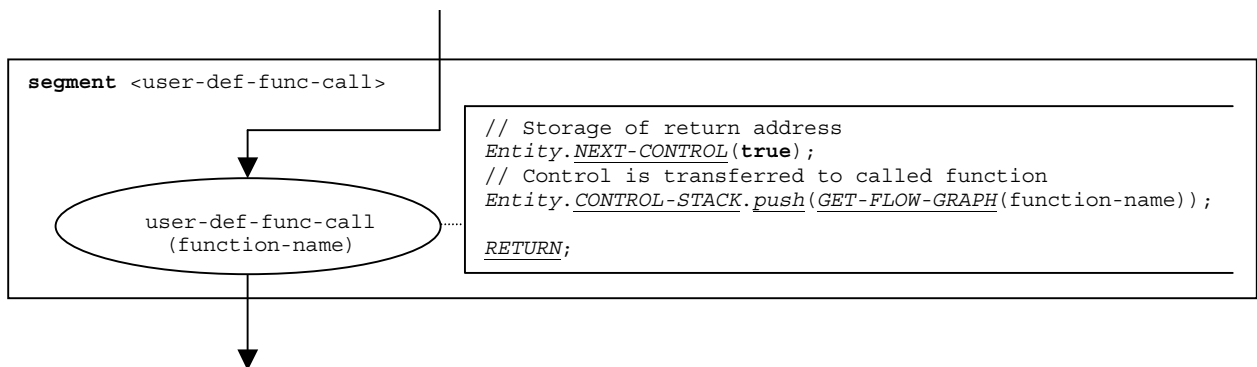 segment <user-def-func-call>
// Storage of return address
Entity.NEXT-CONTROL(true);
// Control is transferred to called function
Entity.CONTROL-STACK.push(GET-FLOW-GRAPH(function-name));
RETURN;
user-def-func-call
(function-name)